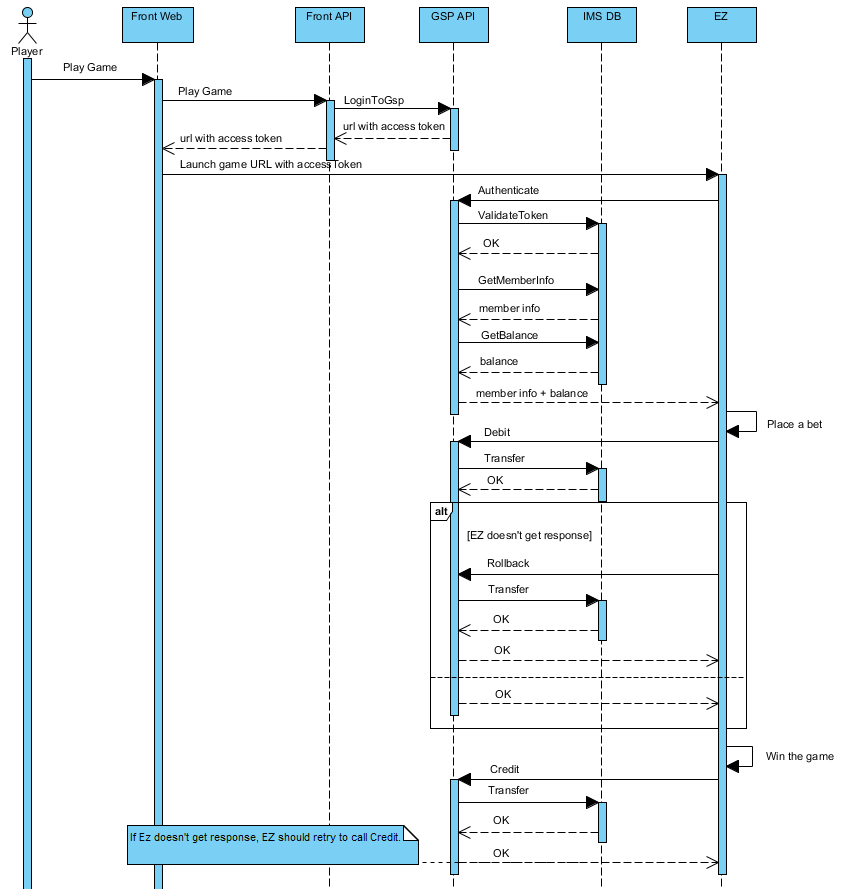 Front Web
Front API
GSP API
IMS DB
EZ
Player
Play Game
Play Game
LoginToGsp
url with access token
url with access token
Launch game URL with accessToken
Authenticate
ValidateToken
OK
GetMemberInfo
member info
GetBalance
balance
member info + balance
Place a bet
Debit
Transfer
OK
alt
[EZ doesn't get response]
Rollback
Transfer
OK
OK
OK
Win the game
Credit
Transfer
OK
If Ez doesn't get response, EZ should retry to call Credit.
OK